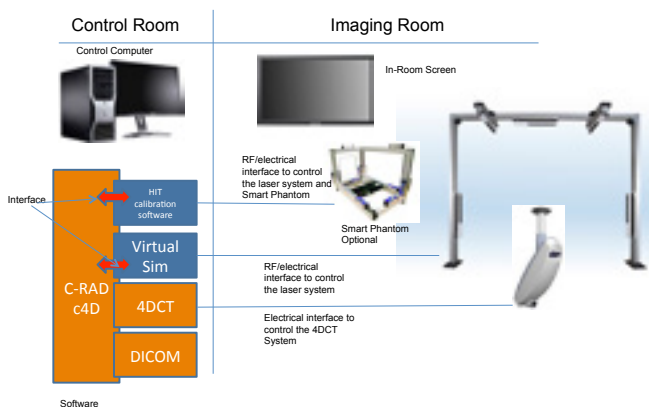 Control Room
Imaging Room
Control Computer
In-Room Screen
RF/electrical
interface to control
the laser system and
Smart Phantom
Interface
HIT
calibration
software
Smart Phantom
Optional
Virtual
Sim
RF/electrical
interface to control
the laser system
C-RAD
c4D
4DCT
Electrical interface to
control the 4DCT
System
DICOM
Software